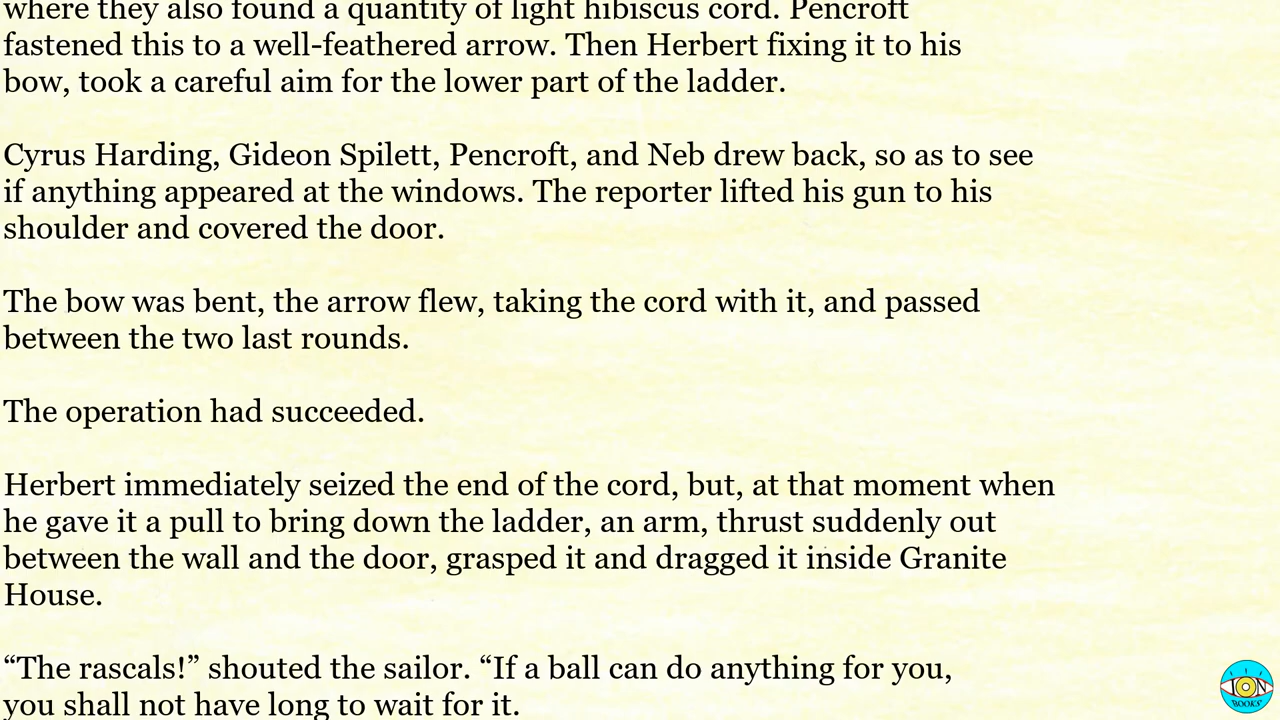 where they also found a quantity of light hibiscus cord. Pencroft
fastened this to a well-feathered arrow. Then Herbert fixing it to his
bow, took a careful aim for the lower part of the ladder.
Cyrus Harding, Gideon Spilett, Pencroft, and Neb drew back, so as to see
if anything appeared at the windows. The reporter lifted his gun to his
shoulder and covered the door.
The bow was bent, the arrow flew, taking the cord with it, and passed
between the two last rounds.
The operation had succeeded.
Herbert immediately seized the end of the cord, but, at that moment when
he gave it a pull to bring down the ladder, an arm, thrust suddenly out
between the wall and the door, grasped it and dragged it inside Granite
House.
“The rascals!” shouted the sailor. “If a ball can do anything for you,
you shall not have long to wait for it.
ION
BOOKS